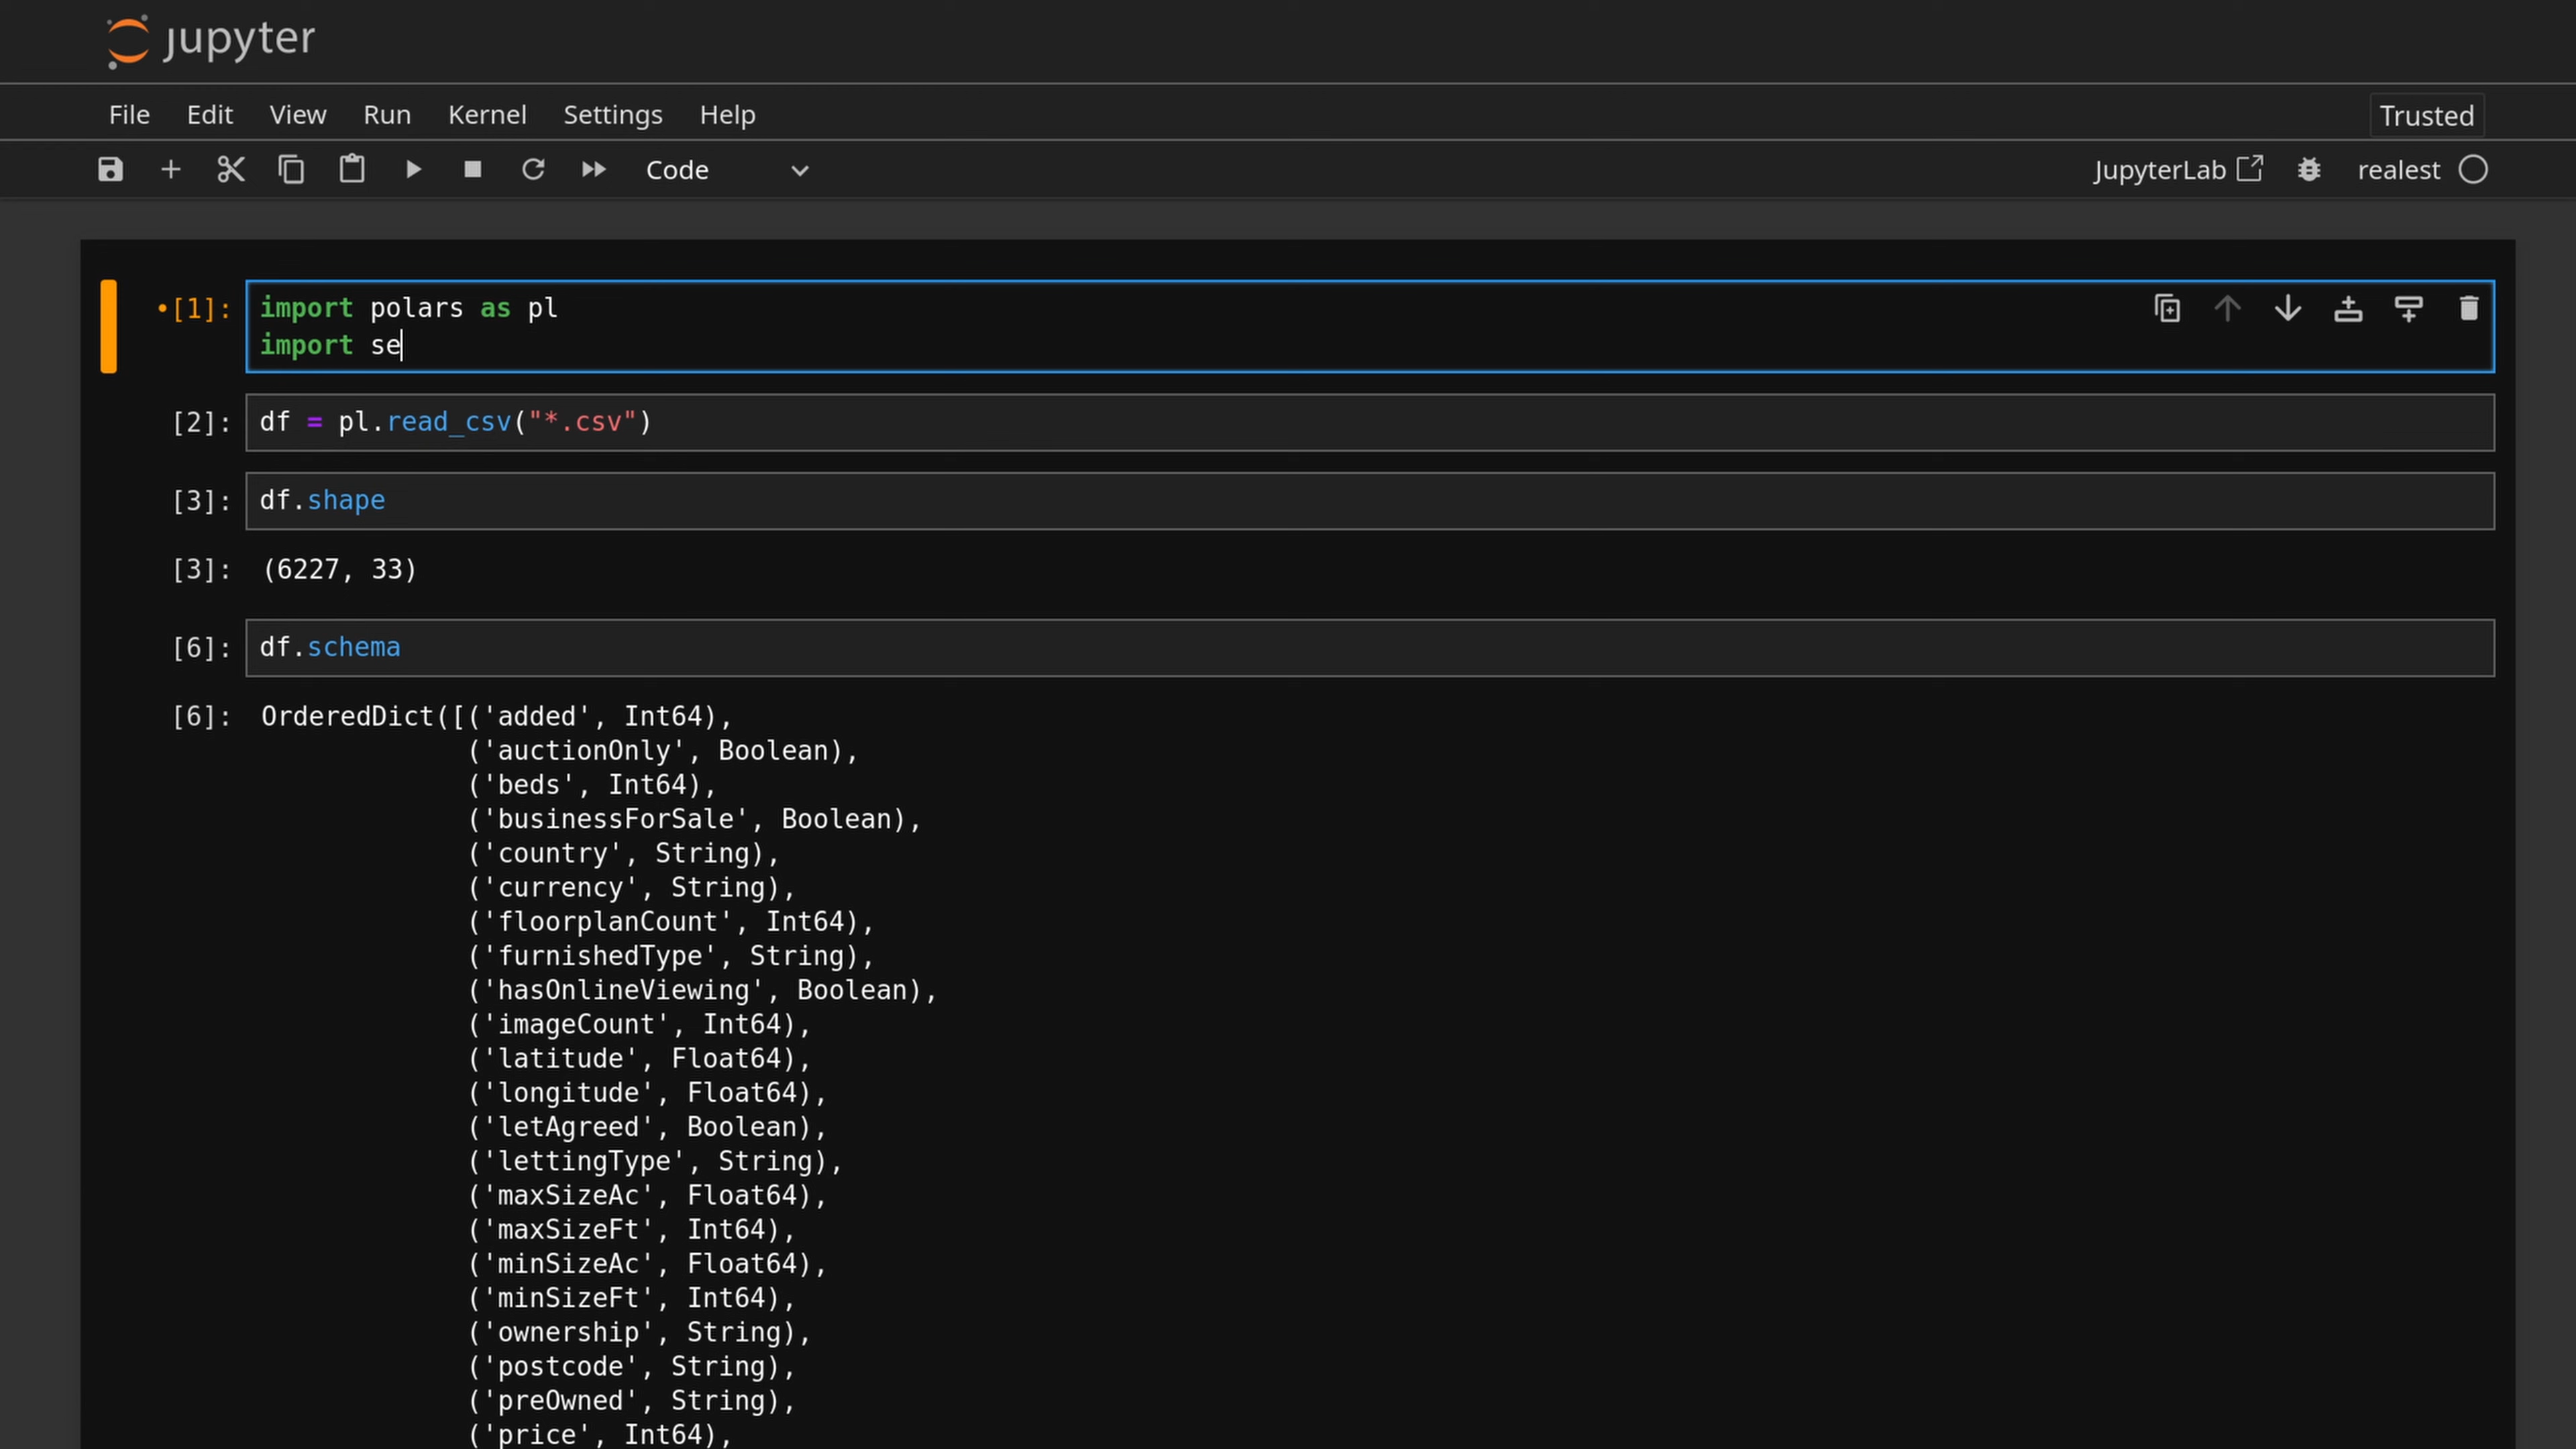 jupyter
File Edit View Run Kernel Settings Help Trusted
Code JupyterLab realest
•[1]: import polars as pl
import se
[2]: df = pl.read_csv("*.csv")
[3]: df.shape
[3]: (6227, 33)
[6]: df.schema
[6]: OrderedDict([('added', Int64),
('auctionOnly', Boolean),
('beds', Int64),
('businessForSale', Boolean),
('country', String),
('currency', String),
('floorplanCount', Int64),
('furnishedType', String),
('hasOnlineViewing', Boolean),
('imageCount', Int64),
('latitude', Float64),
('longitude', Float64),
('letAgreed', Boolean),
('lettingType', String),
('maxSizeAc', Float64),
('maxSizeFt', Int64),
('minSizeAc', Float64),
('minSizeFt', Int64),
('ownership', String),
('postcode', String),
('preOwned', String),
('price', Int64),